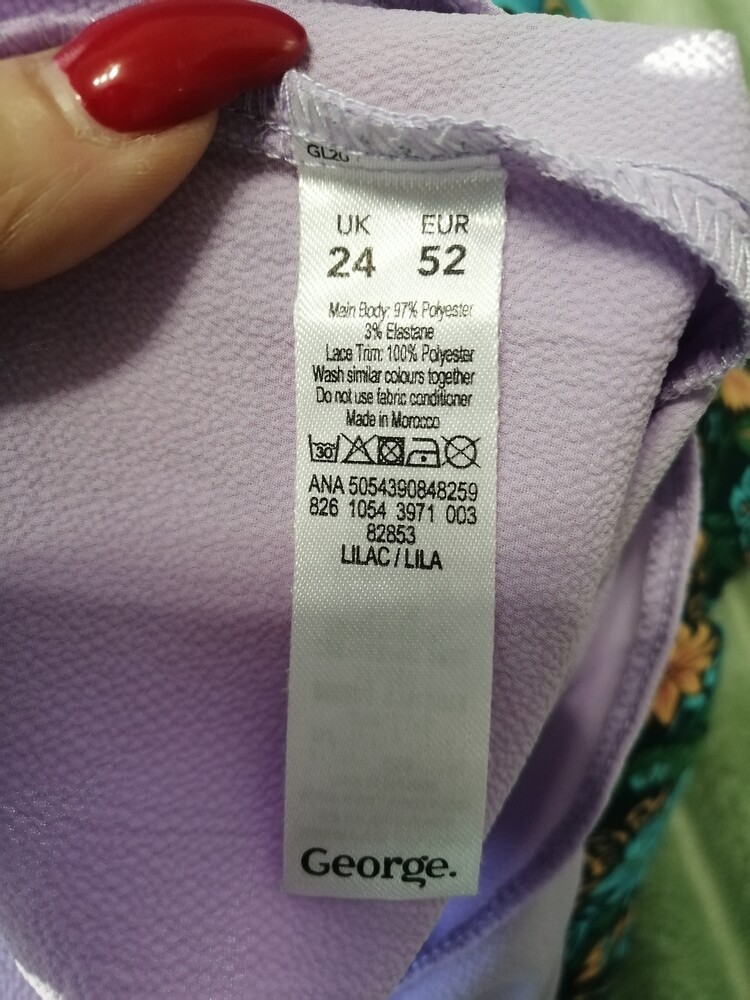 GL20
UK EUR
24 52
Main Body: 97% Polyester
3% Elastane
Lace Trim: 100% Polyester
Wash similar colours together
Do not use fabric conditioner
Made in Morocco
30°
ANA 5054390848259
826 1054 3971 003
82853
LILAC / LILA
George.